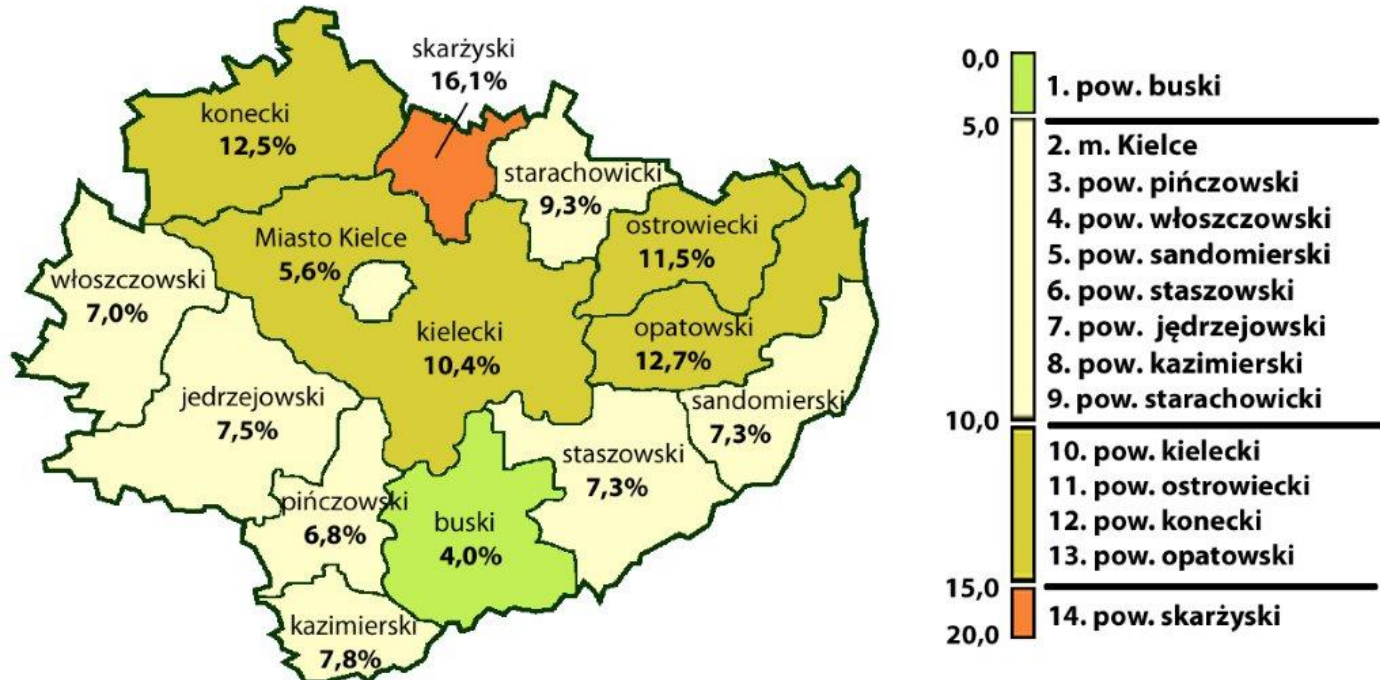 skarżyski
16,1%
konecki
12,5%
starachowicki
9,3%
ostrowiecki
11,5%
Miasto Kielce
5,6%
włoszczowski
7,0%
kielecki
10,4%
opatowski
12,7%
jedrzejowski
7,5%
sandomierski
7,3%
staszowski
7,3%
pińczowski
6,8%
buski
4,0%
kazimierski
7,8%
0,0
1. pow. buski
5,0
2. m. Kielce
3. pow. pińczowski
4. pow. włoszczowski
5. pow. sandomierski
6. pow. staszowski
7. pow. jędrzejowski
8. pow. kazimierski
9. pow. starachowicki
10,0
10. pow. kielecki
11. pow. ostrowiecki
12. pow. konecki
13. pow. opatowski
15,0
14. pow. skarżyski
20,0